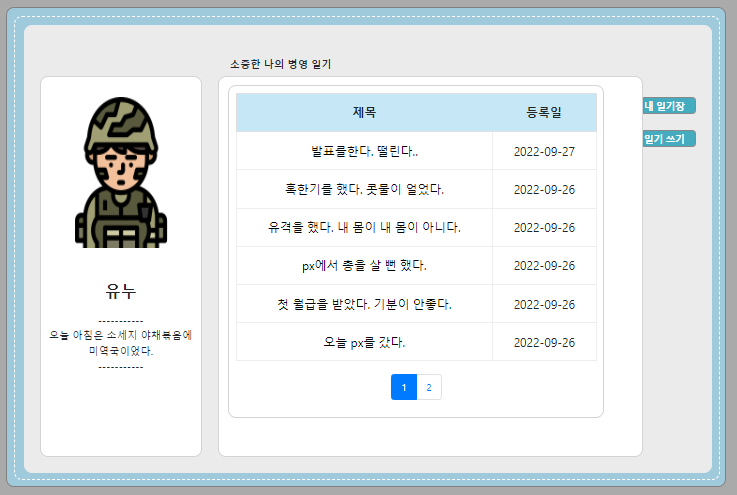 소중한 나의 병영 일기
유누
-----------
오늘 아침은 소세지 야채볶음에
미역국이었다.
-----------
제목 등록일
발표를한다. 떨린다.. 2022-09-27
혹한기를 했다. 콧물이 얼었다. 2022-09-26
유격을 했다. 내 몸이 내 몸이 아니다. 2022-09-26
px에서 총을 살 뻔 했다. 2022-09-26
첫 월급을 받았다. 기분이 안좋다. 2022-09-26
오늘 px를 갔다. 2022-09-26
1 2
내 일기장
일기 쓰기